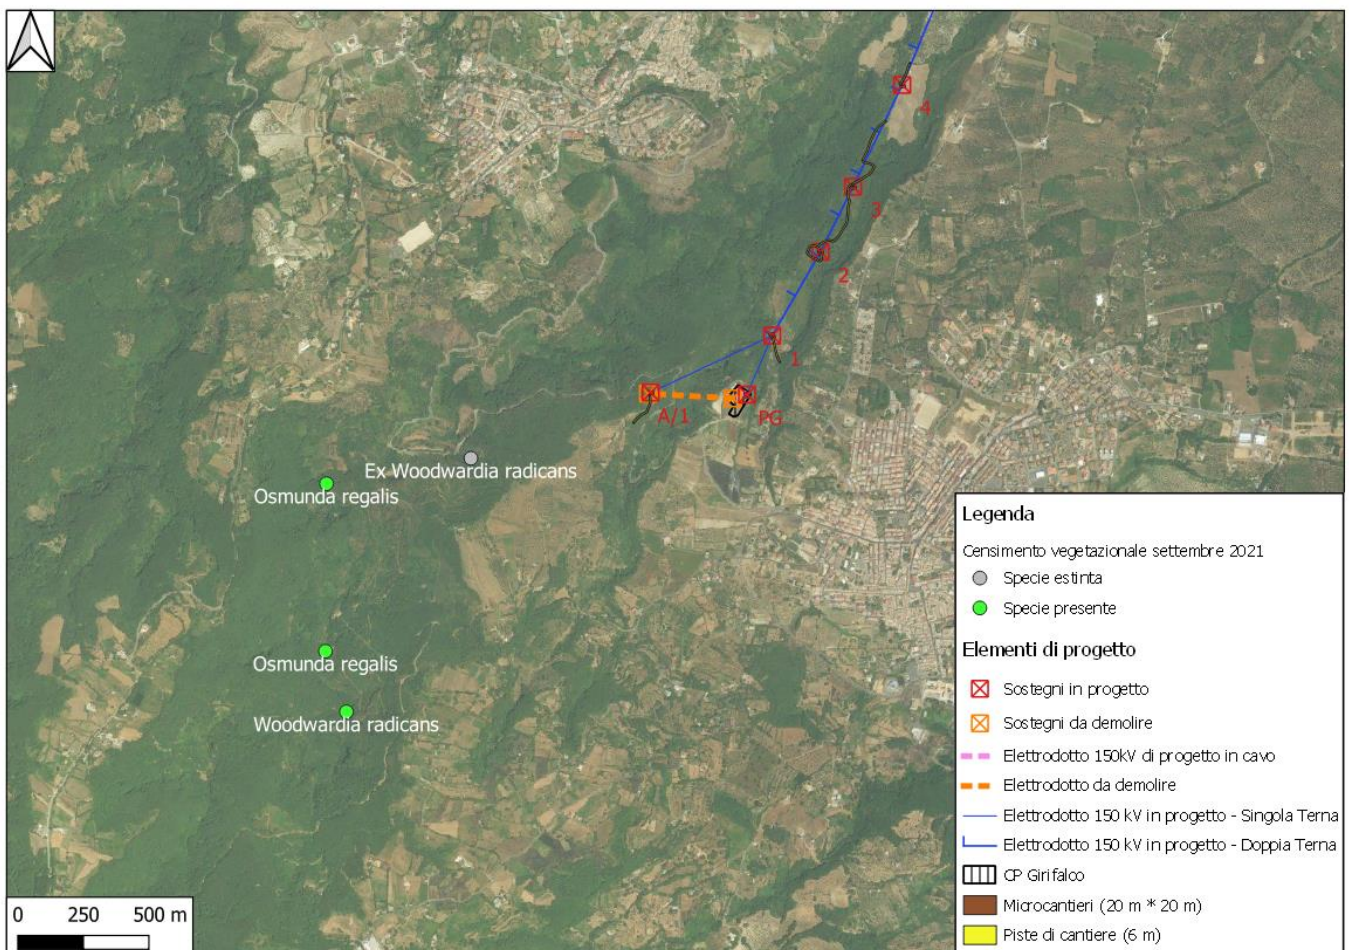 4
3
2
1
A/1
PG
Ex Woodwardia radicans
Osmunda regalis
Osmunda regalis
Woodwardia radicans
Legenda
Censimento vegetazionale settembre 2021
Specie estinta
Specie presente
Elementi di progetto
Sostegni in progetto
Sostegni da demolire
Elettrodotto 150kV di progetto in cavo
Elettrodotto da demolire
Elettrodotto 150 kV in progetto - Singola Terna
Elettrodotto 150 kV in progetto - Doppia Terna
CP Girifalco
Microcantieri (20 m * 20 m)
Piste di cantiere (6 m)
0 250 500 m